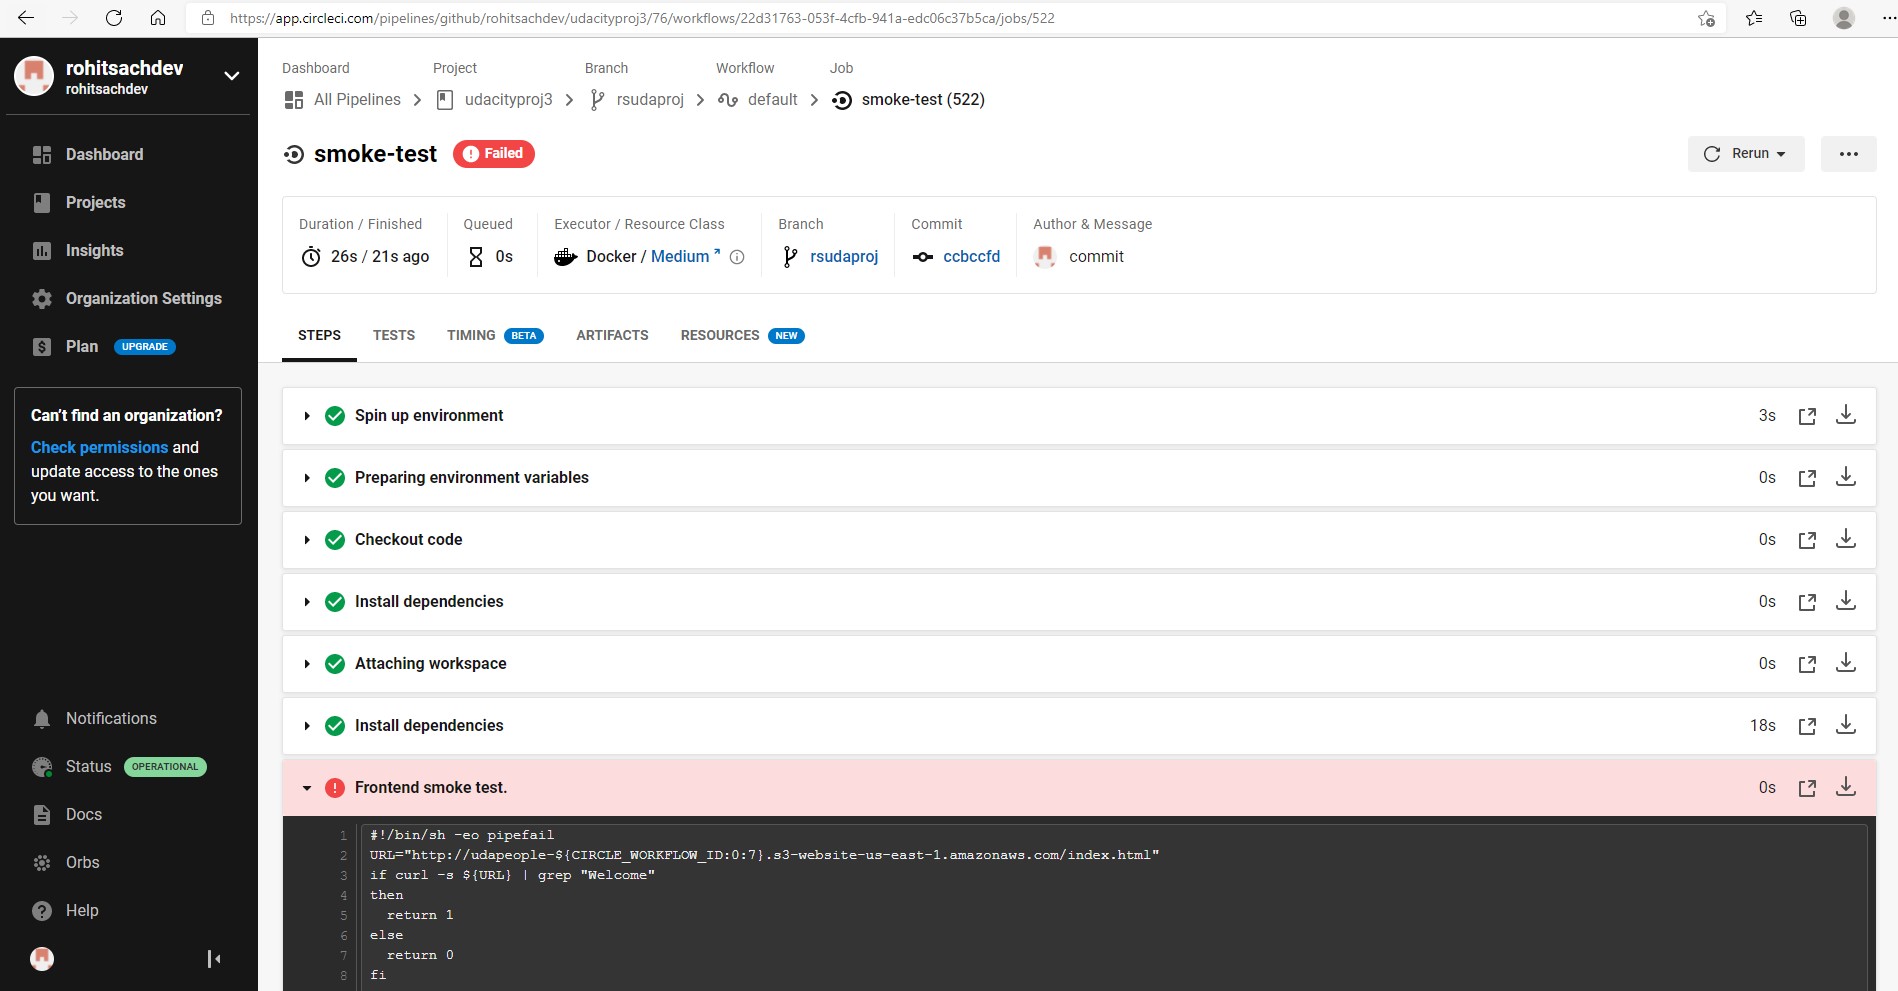 https://app.circleci.com/pipelines/github/rohitsachdev/udacityproj3/76/workflows/22d31763-053f-4cfb-941a-edc06c37b5ca/jobs/522
rohitsachdev
rohitsachdev
Dashboard
Projects
Insights
Organization Settings
Plan UPGRADE
Can't find an organization?
Check permissions and
update access to the ones
you want.
Notifications
Status OPERATIONAL
Docs
Orbs
Help
Dashboard Project Branch Workflow Job
All Pipelines udacityproj3 rsudaproj default smoke-test (522)
smoke-test Failed
Rerun
Duration / Finished Queued Executor / Resource Class Branch Commit Author & Message
26s / 21s ago 0s Docker / Medium rsudaproj ccbccfd commit
STEPS TESTS TIMING BETA ARTIFACTS RESOURCES NEW
Spin up environment 3s
Preparing environment variables 0s
Checkout code 0s
Install dependencies 0s
Attaching workspace 0s
Install dependencies 18s
Frontend smoke test. 0s
1 #!/bin/sh -eo pipefail
2 URL="http://udapeople-${CIRCLE_WORKFLOW_ID:0:7}.s3-website-us-east-1.amazonaws.com/index.html"
3 if curl -s ${URL} | grep "Welcome"
4 then
5 return 1
6 else
7 return 0
8 fi